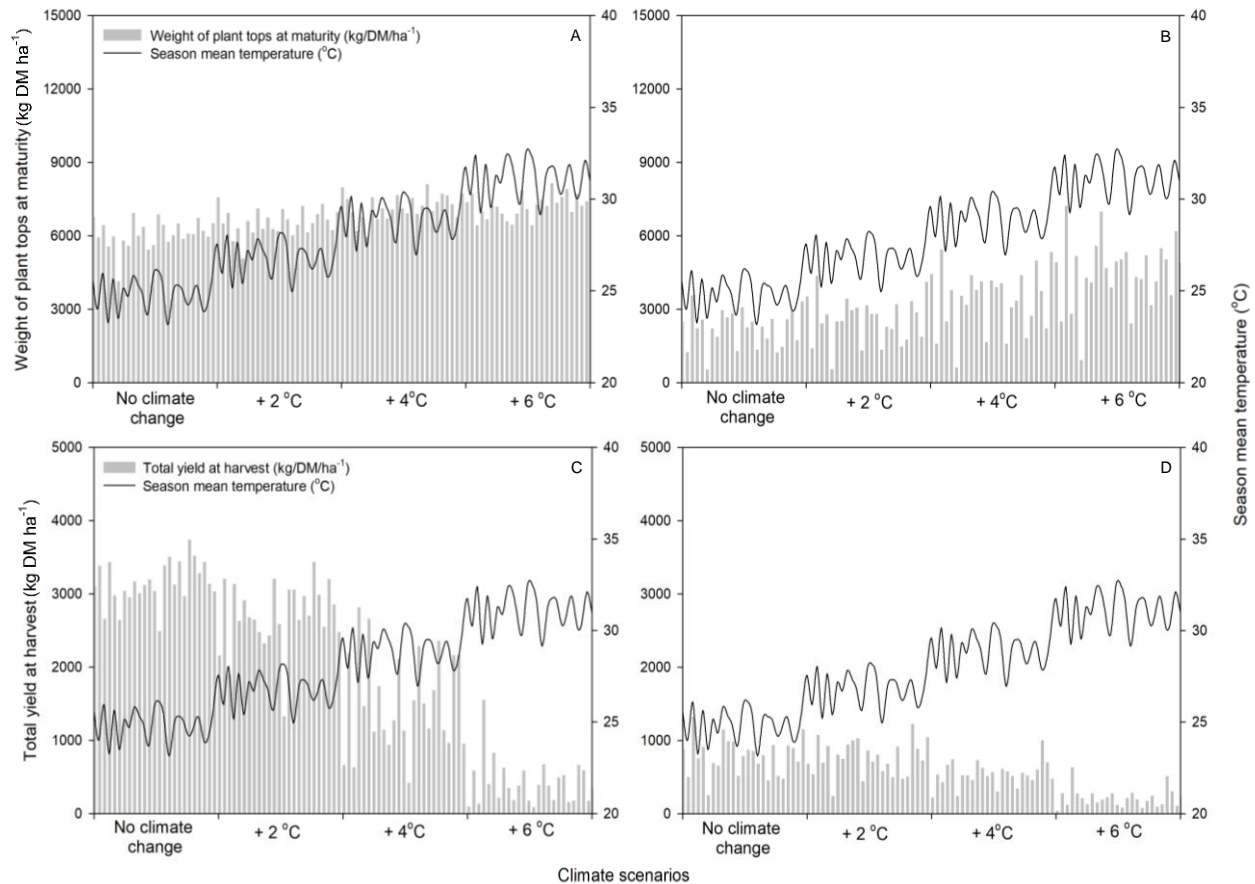 15000
12000
9000
6000
3000
0
Weight of plant tops at maturity (kg DM ha⁻¹)
Weight of plant tops at maturity (kg/DM/ha⁻¹)
Season mean temperature (°C)
A
40
35
30
25
20
No climate
change
+ 2 °C
+ 4°C
+ 6 °C
15000
12000
9000
6000
3000
0
B
40
35
30
25
20
No climate
change
+ 2 °C
+ 4°C
+ 6 °C
5000
4000
3000
2000
1000
0
Total yield at harvest (kg DM ha⁻¹)
Total yield at harvest (kg/DM/ha⁻¹)
Season mean temperature (°C)
C
40
35
30
25
20
No climate
change
+ 2 °C
+ 4°C
+ 6 °C
5000
4000
3000
2000
1000
0
D
40
35
30
25
20
No climate
change
+ 2 °C
+ 4°C
+ 6 °C
Season mean temperature (°C)
Climate scenarios